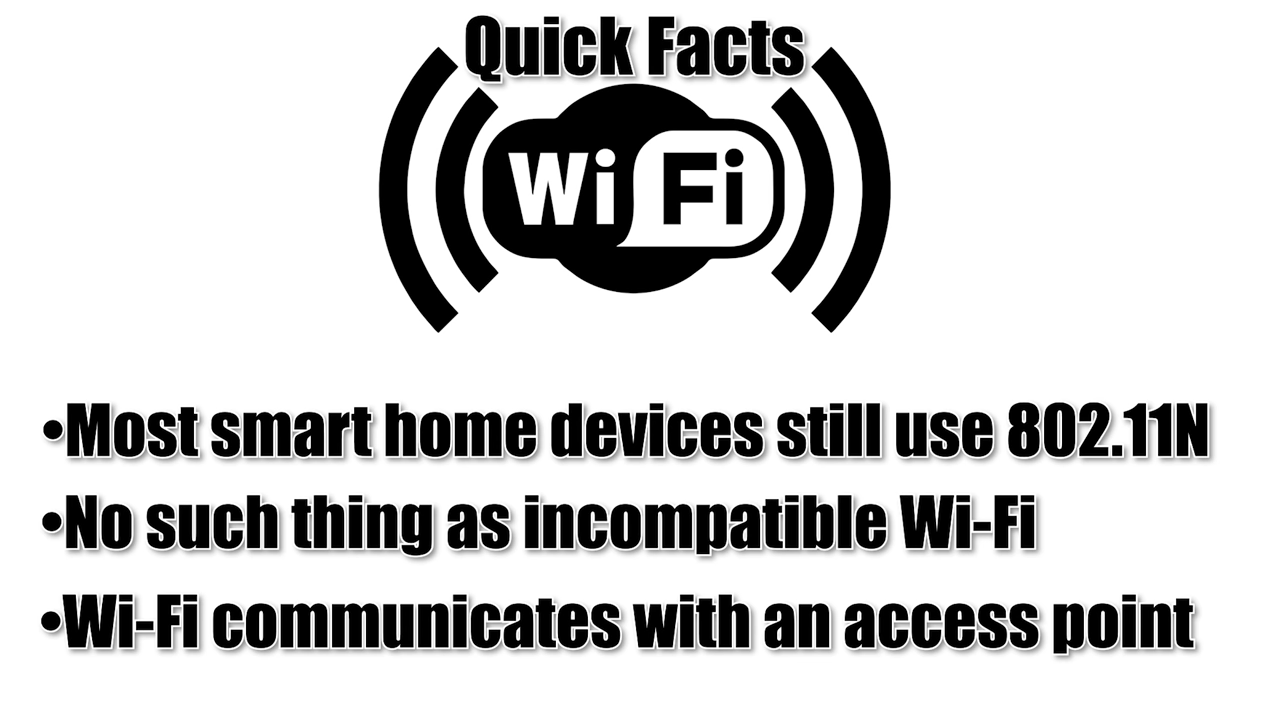 Quick Facts
Wi Fi
•Most smart home devices still use 802.11N
•No such thing as incompatible Wi-Fi
•Wi-Fi communicates with an access point